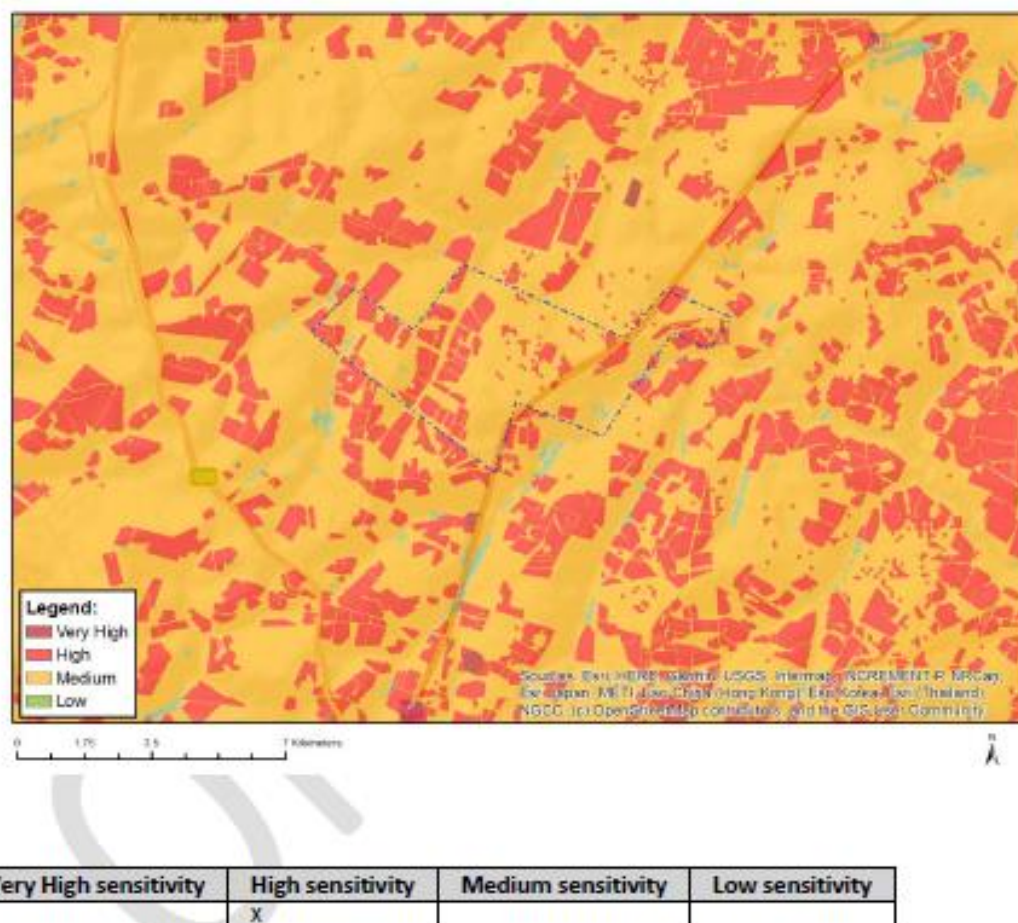 Legend:
Very High
High
Medium
Low
Sources: Esri, HERE, Garmin, USGS, Intermap, INCREMENT P, NRCan,
Esri Japan, METI, Esri China (Hong Kong), Esri Korea, Esri (Thailand),
NGCC, (c) OpenStreetMap contributors, and the GIS User Community
0 1.75 3.5 7 Kilometers
N
ery High sensitivity High sensitivity Medium sensitivity Low sensitivity
X